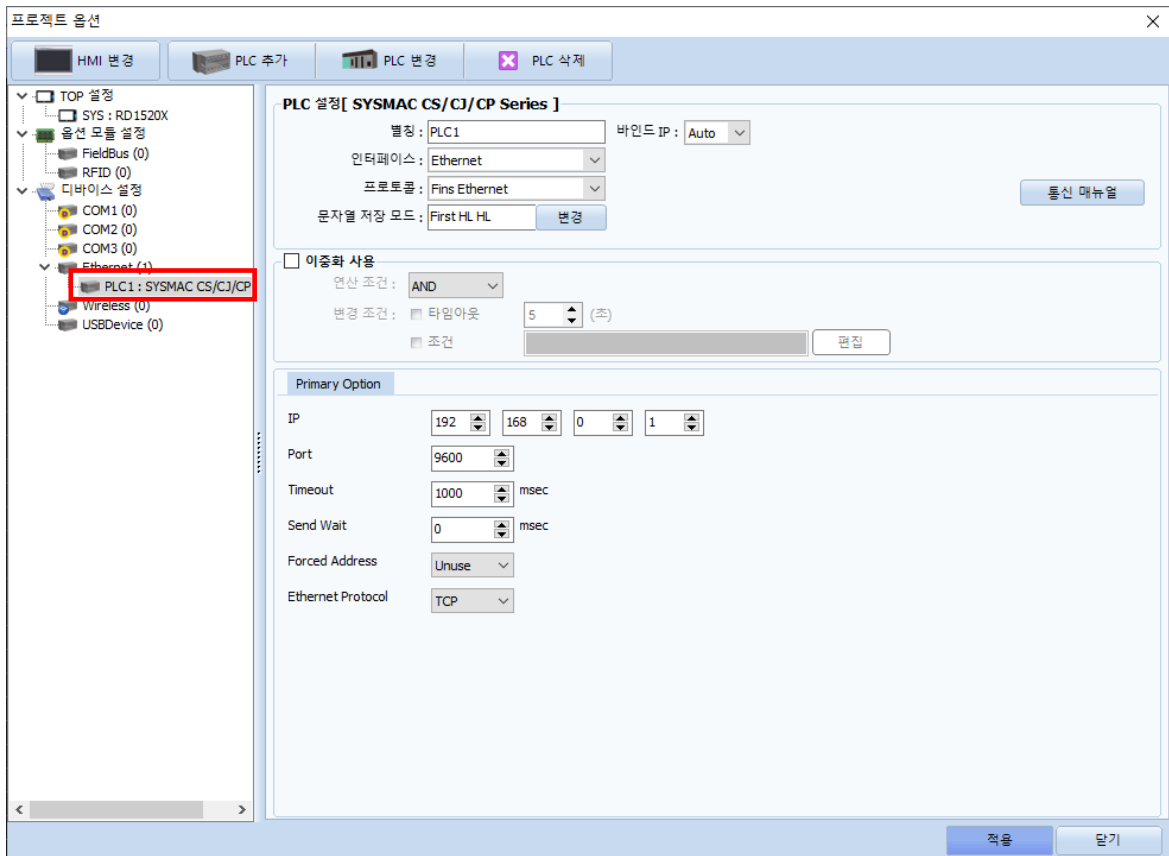 프로젝트 옵션
HMI 변경
PLC 추가
PLC 변경
PLC 삭제
TOP 설정
SYS : RD1520X
옵션 모듈 설정
FieldBus (0)
RFID (0)
디바이스 설정
COM1 (0)
COM2 (0)
COM3 (0)
Ethernet (1)
PLC1 : SYSMAC CS/CJ/CP
Wireless (0)
USBDevice (0)
PLC 설정[ SYSMAC CS/CJ/CP Series ]
별칭 : PLC1 바인드 IP : Auto
인터페이스 : Ethernet
프로토콜 : Fins Ethernet
통신 매뉴얼
문자열 저장 모드 : First HL HL 변경
이중화 사용
연산 조건 : AND
변경 조건 : 타임아웃 5 (초)
조건 편집
Primary Option
IP 192 168 0 1
Port 9600
Timeout 1000 msec
Send Wait 0 msec
Forced Address Unuse
Ethernet Protocol TCP
적용 닫기